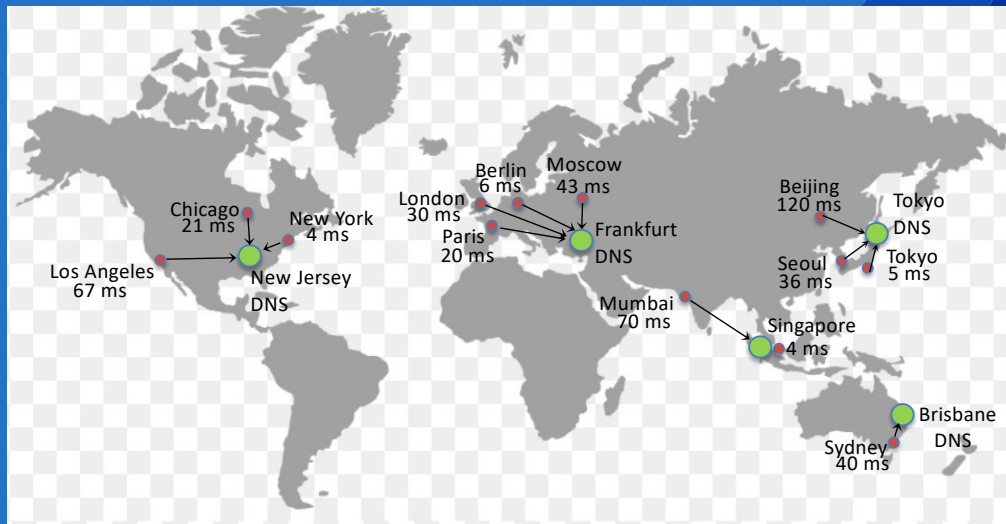 Chicago
21 ms
New York
4 ms
Los Angeles
67 ms
New Jersey
DNS
London
30 ms
Berlin
6 ms
Moscow
43 ms
Paris
20 ms
Frankfurt
DNS
Mumbai
70 ms
Beijing
120 ms
Tokyo
DNS
Seoul
36 ms
Tokyo
5 ms
Singapore
4 ms
Brisbane
DNS
Sydney
40 ms